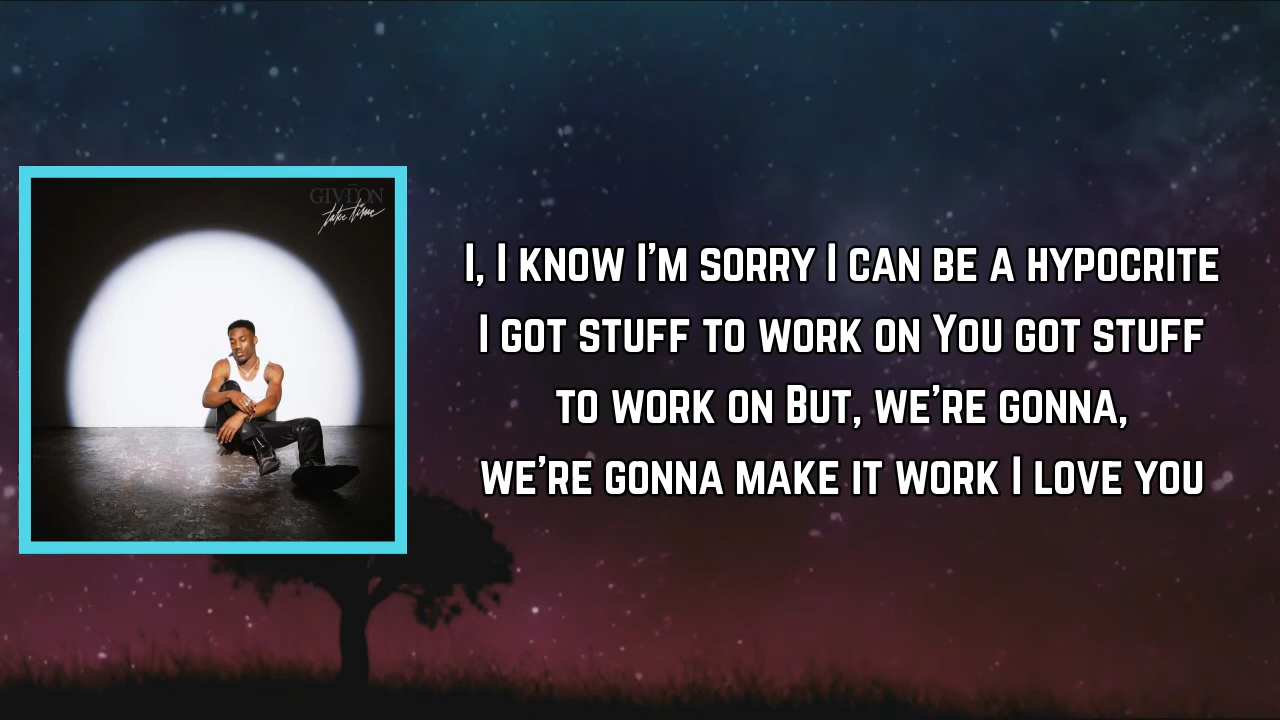 GIVĒON
take time
I, I KNOW I'M SORRY I CAN BE A HYPOCRITE
I GOT STUFF TO WORK ON YOU GOT STUFF
TO WORK ON BUT, WE'RE GONNA,
WE'RE GONNA MAKE IT WORK I LOVE YOU